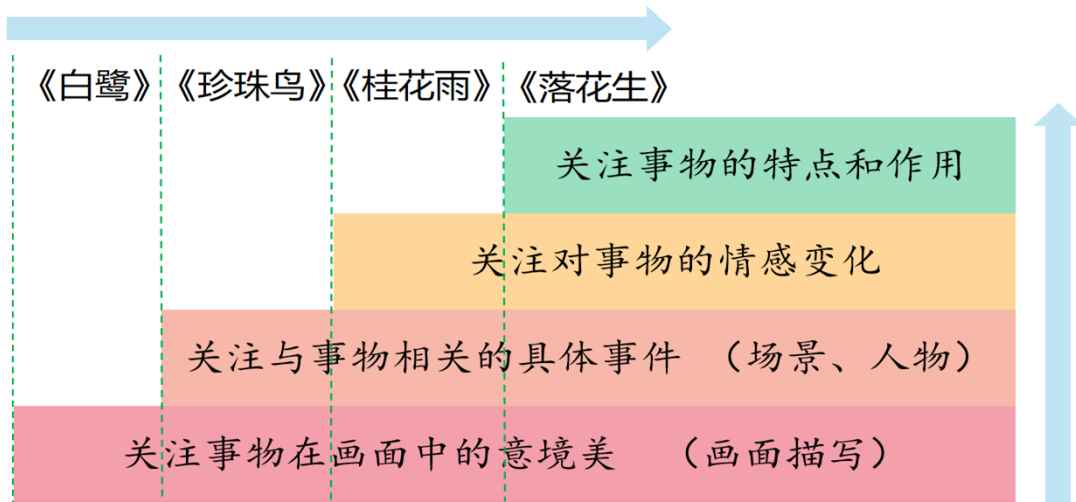 《白鹭》《珍珠鸟》《桂花雨》《落花生》
关注事物的特点和作用
关注对事物的情感变化
关注与事物相关的具体事件 (场景、人物)
关注事物在画面中的意境美 (画面描写)